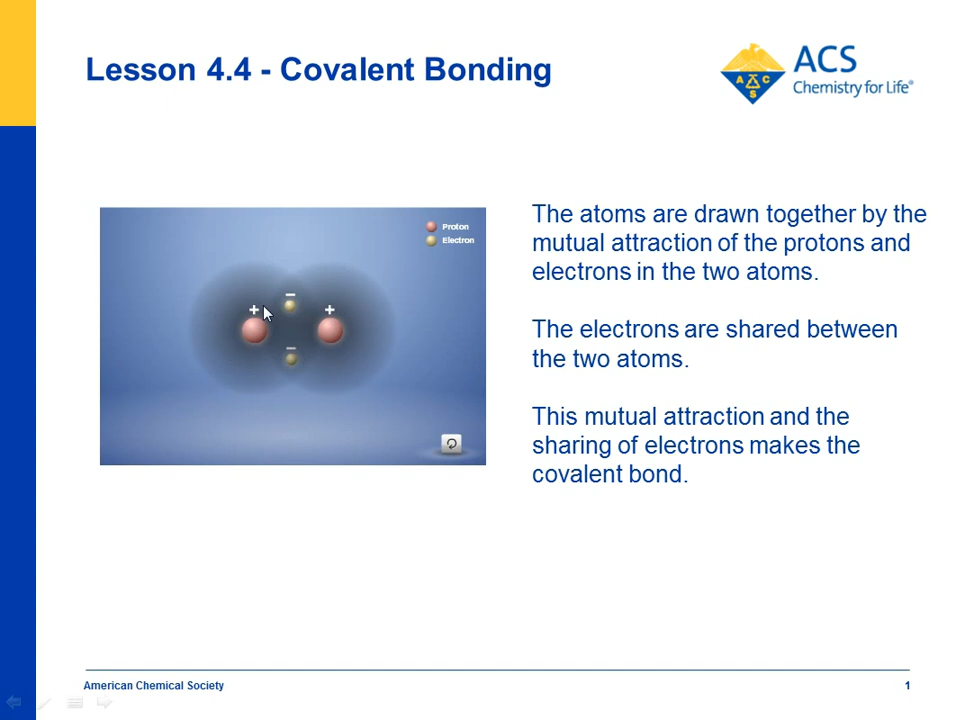 Lesson 4.4 - Covalent Bonding
ACS
Chemistry for Life®
A C S
Proton
Electron
+ − +
−
The atoms are drawn together by the
mutual attraction of the protons and
electrons in the two atoms.
The electrons are shared between
the two atoms.
This mutual attraction and the
sharing of electrons makes the
covalent bond.
American Chemical Society
1